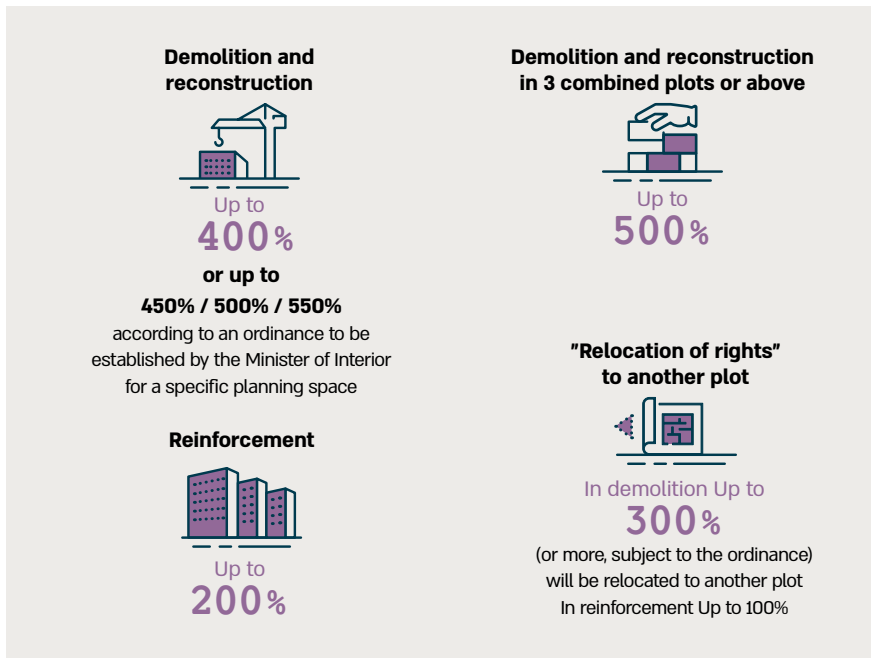 Demolition and
reconstruction
Up to
400%
or up to
450% / 500% / 550%
according to an ordinance to be
established by the Minister of Interior
for a specific planning space
Reinforcement
Up to
200%
Demolition and reconstruction
in 3 combined plots or above
Up to
500%
"Relocation of rights"
to another plot
In demolition Up to
300%
(or more, subject to the ordinance)
will be relocated to another plot
In reinforcement Up to 100%